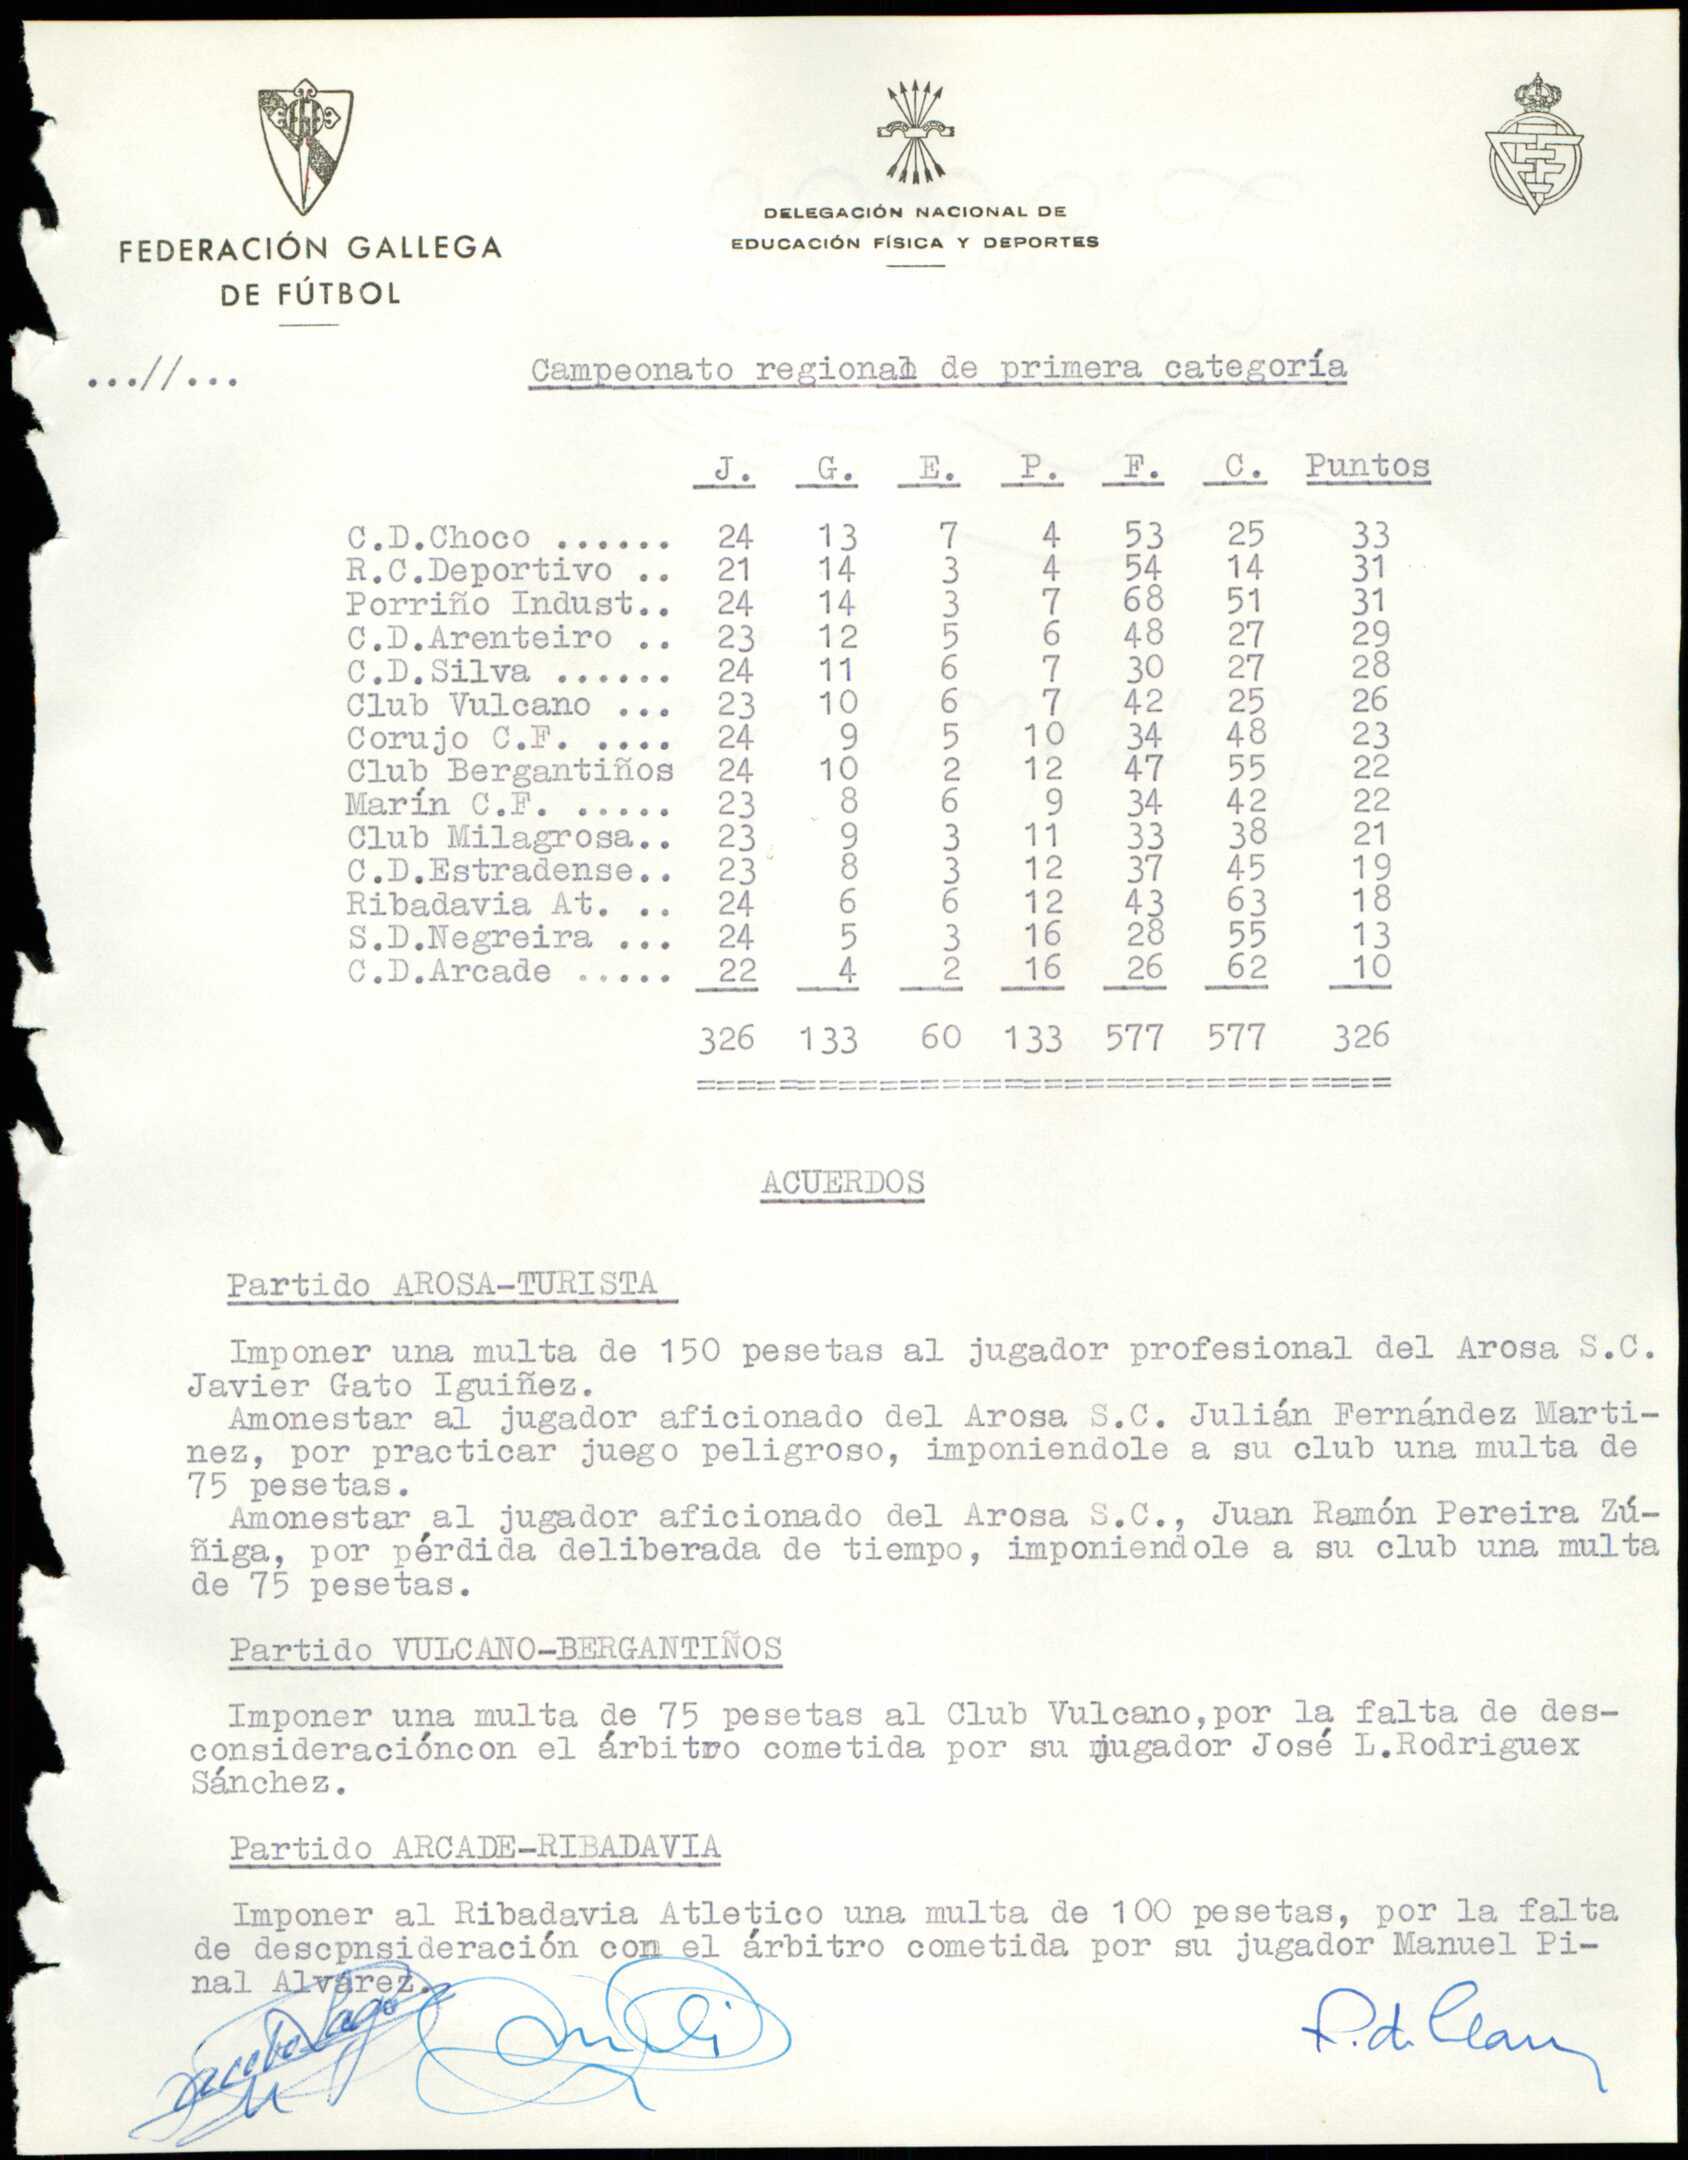 FEDERACIÓN GALLEGA
DE FÚTBOL
DELEGACIÓN NACIONAL DE
EDUCACIÓN FÍSICA Y DEPORTES
...//...
Campeonato regional de primera categoría
J. G. E. P. F. C. Puntos
C.D.Choco ...... 24 13 7 4 53 25 33
R.C.Deportivo .. 21 14 3 4 54 14 31
Porriño Indust.. 24 14 3 7 68 51 31
C.D.Arenteiro .. 23 12 5 6 48 27 29
C.D.Silva ...... 24 11 6 7 30 27 28
Club Vulcano ... 23 10 6 7 42 25 26
Corujo C.F. .... 24 9 5 10 34 48 23
Club Bergantiños 24 10 2 12 47 55 22
Marín C.F. ..... 23 8 6 9 34 42 22
Club Milagrosa.. 23 9 3 11 33 38 21
C.D.Estradense.. 23 8 3 12 37 45 19
Ribadavia At. .. 24 6 6 12 43 63 18
S.D.Negreira ... 24 5 3 16 28 55 13
C.D.Arcade ..... 22 4 2 16 26 62 10
326 133 60 133 577 577 326
==================================
ACUERDOS
Partido AROSA-TURISTA
Imponer una multa de 150 pesetas al jugador profesional del Arosa S.C.
Javier Gato Iguiñez.
Amonestar al jugador aficionado del Arosa S.C. Julián Fernández Marti-
nez, por practicar juego peligroso, imponiendole a su club una multa de
75 pesetas.
Amonestar al jugador aficionado del Arosa S.C., Juan Ramón Pereira Zú-
ñiga, por pérdida deliberada de tiempo, imponiendole a su club una multa
de 75 pesetas.
Partido VULCANO-BERGANTIÑOS
Imponer una multa de 75 pesetas al Club Vulcano,por la falta de des-
consideracióncon el árbitro cometida por su jugador José L.Rodriguex
Sánchez.
Partido ARCADE-RIBADAVIA
Imponer al Ribadavia Atletico una multa de 100 pesetas, por la falta
de descpnsideración con el árbitro cometida por su jugador Manuel Pi-
nal Alvarez.